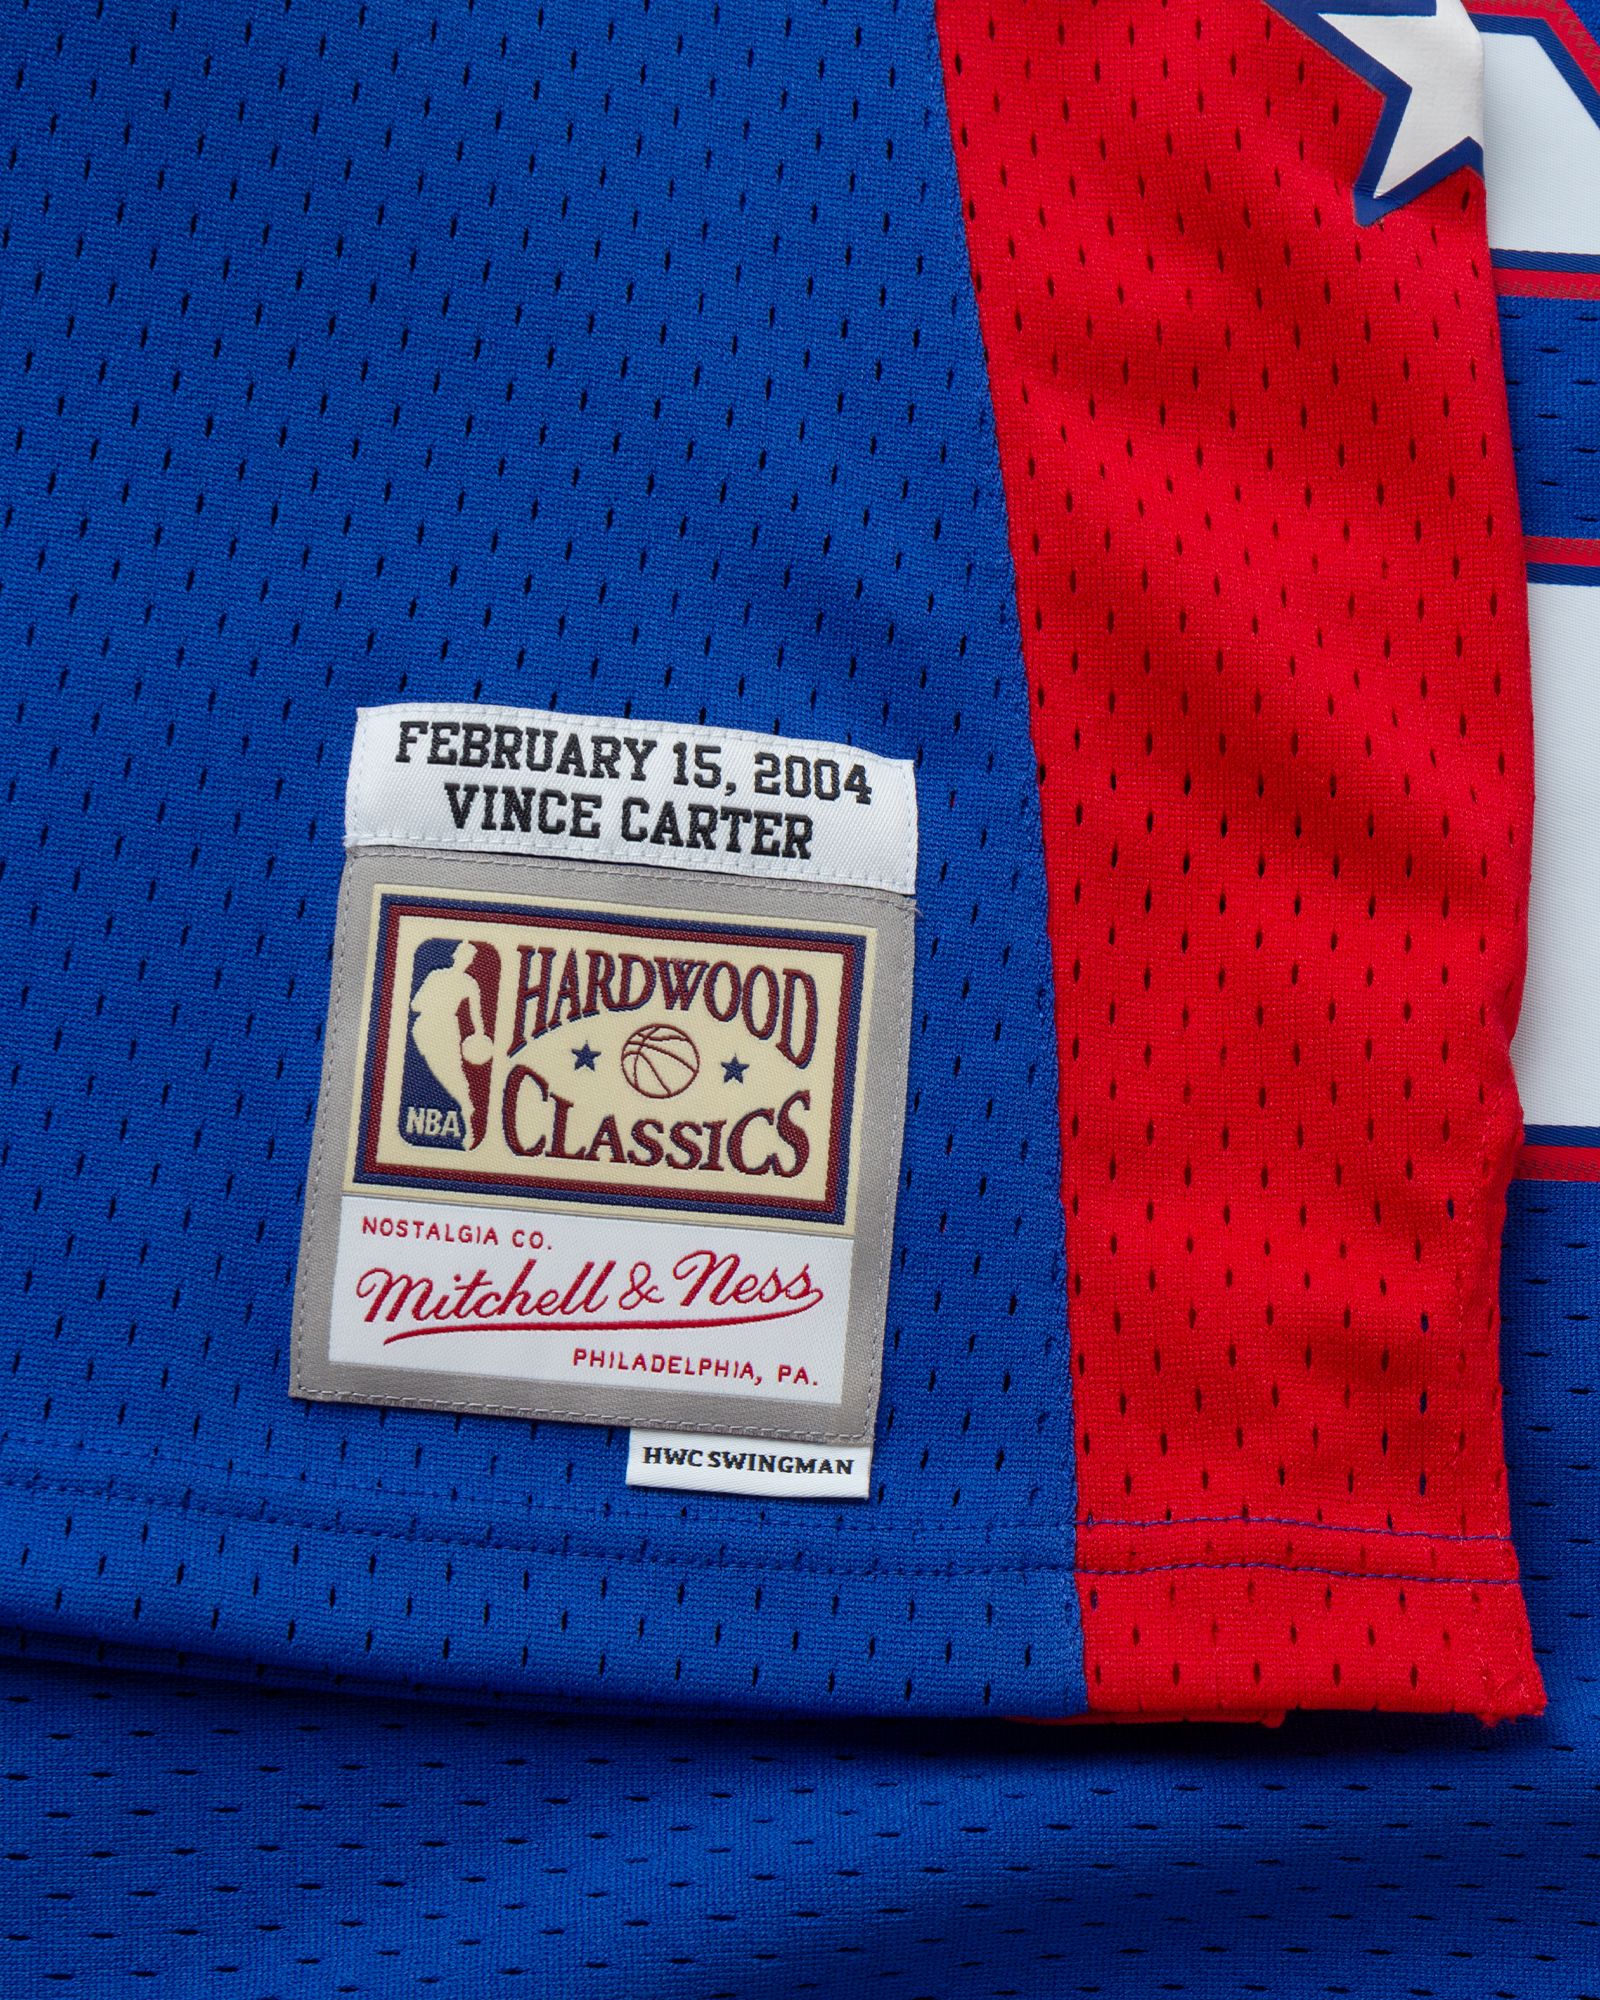 FEBRUARY 15, 2004
VINCE CARTER
HARDWOOD
CLASSICS
NBA
NOSTALGIA CO.
Mitchell & Ness
PHILADELPHIA, PA.
HWC SWINGMAN